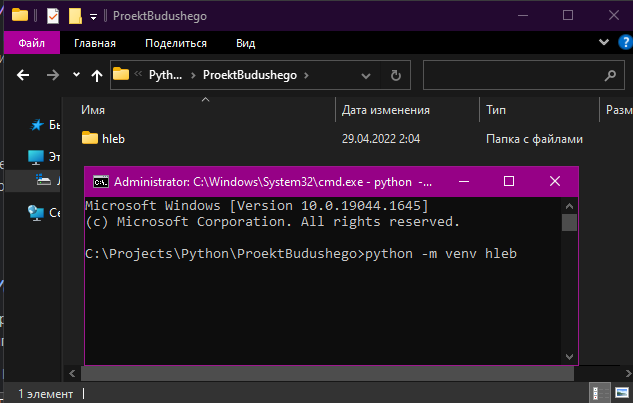 ProektBudushego
Файл Главная Поделиться Вид
Pyth... ProektBudushego
Имя Дата изменения Тип Разм
hleb 29.04.2022 2:04 Папка с файлами
Бы
Эт
Се
Administrator: C:\Windows\System32\cmd.exe - python -...
Microsoft Windows [Version 10.0.19044.1645]
(c) Microsoft Corporation. All rights reserved.
C:\Projects\Python\ProektBudushego>python -m venv hleb
1 элемент